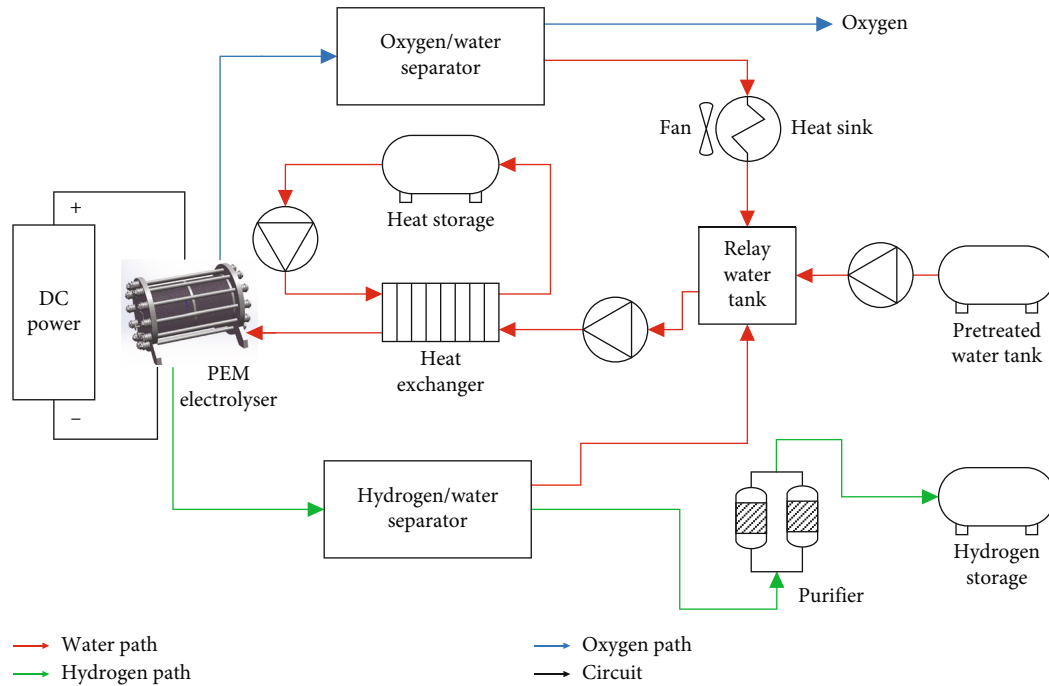 Oxygen/water
separator
Oxygen
Fan
Heat sink
Heat storage
+
DC
power
−
PEM
electrolyser
Heat
exchanger
Relay
water
tank
Pretreated
water tank
Hydrogen/water
separator
Purifier
Hydrogen
storage
Water path
Hydrogen path
Oxygen path
Circuit